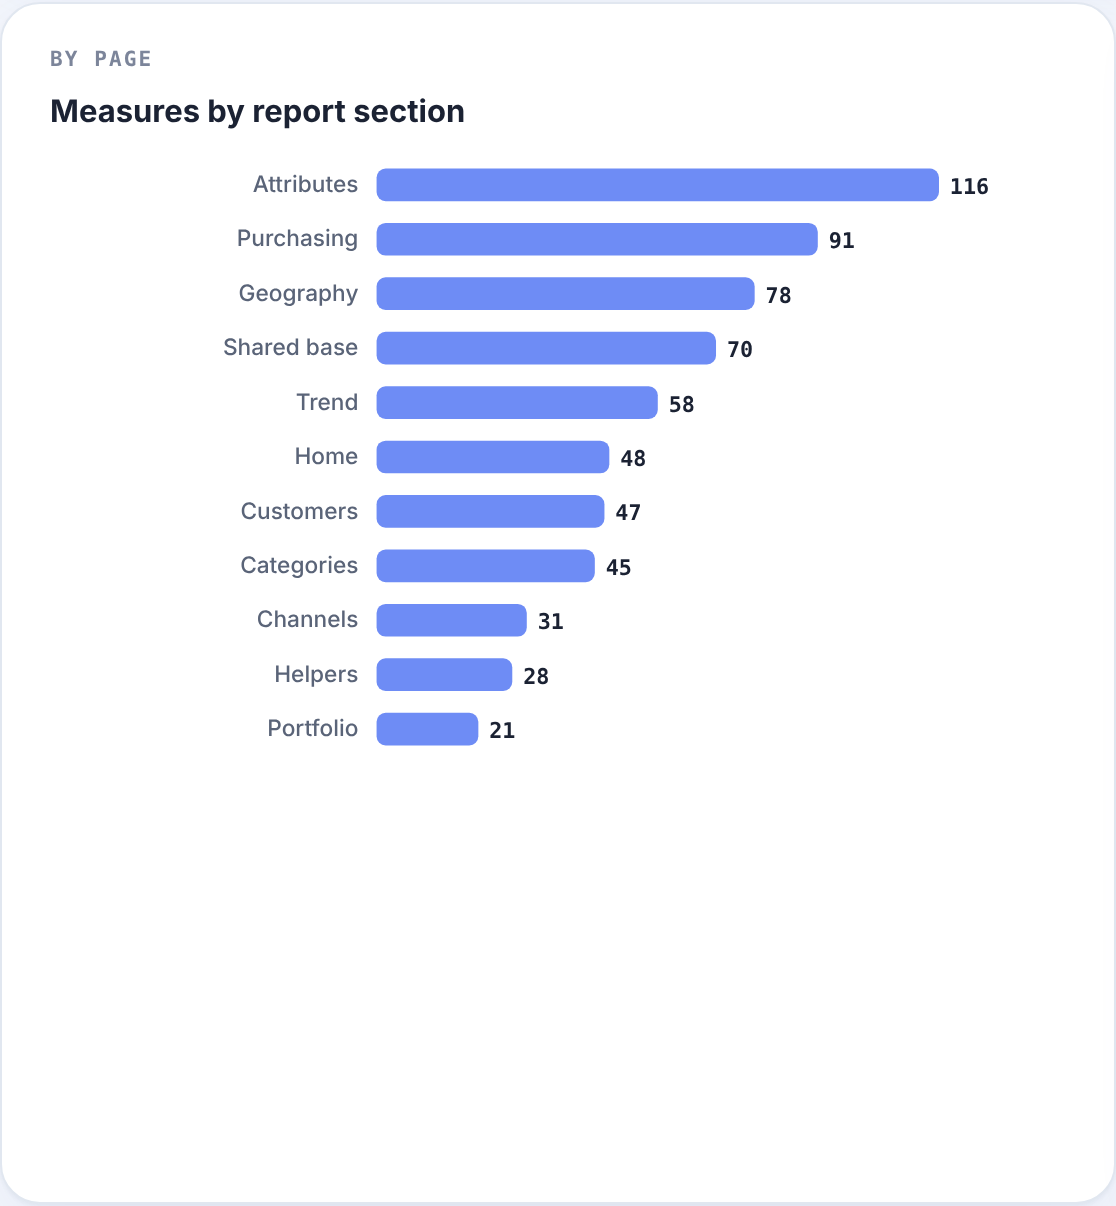 BY PAGE
Measures by report section
Attributes 116
Purchasing 91
Geography 78
Shared base 70
Trend 58
Home 48
Customers 47
Categories 45
Channels 31
Helpers 28
Portfolio 21